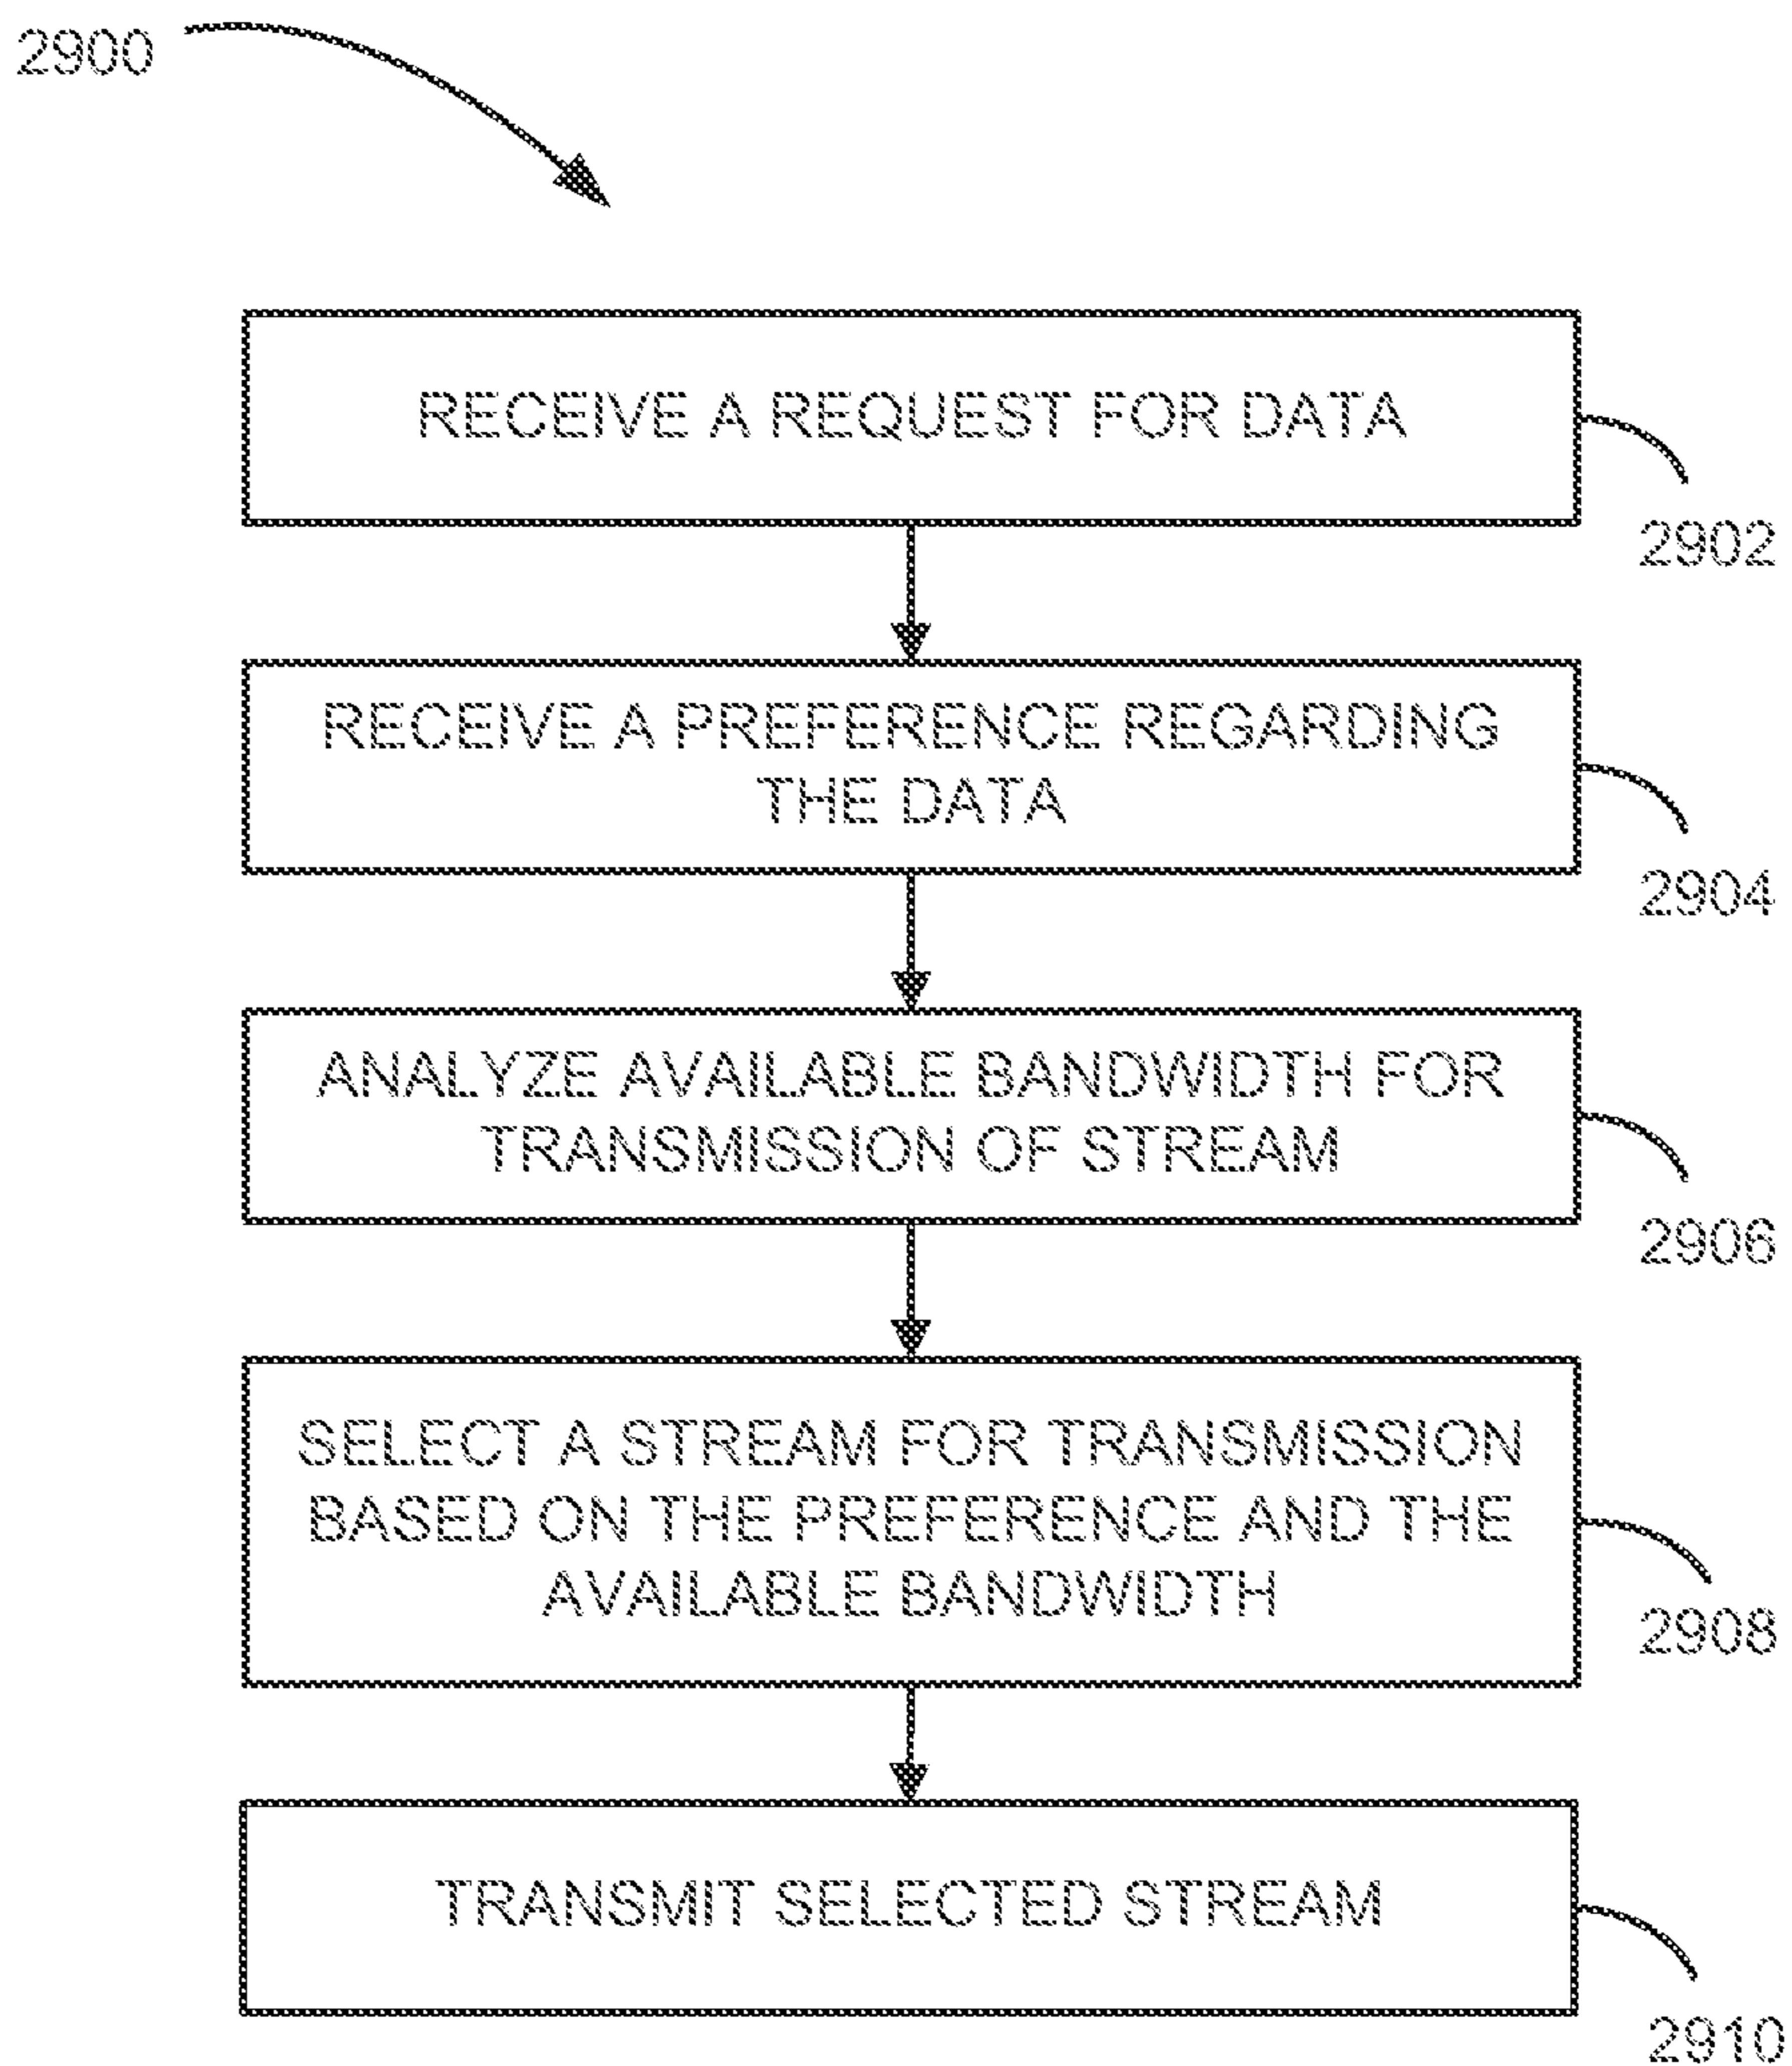 2900
RECEIVE A REQUEST FOR DATA
2902
RECEIVE A PREFERENCE REGARDING
THE DATA
2904
ANALYZE AVAILABLE BANDWIDTH FOR
TRANSMISSION OF STREAM
2906
SELECT A STREAM FOR TRANSMISSION
BASED ON THE PREFERENCE AND THE
AVAILABLE BANDWIDTH
2908
TRANSMIT SELECTED STREAM
2910